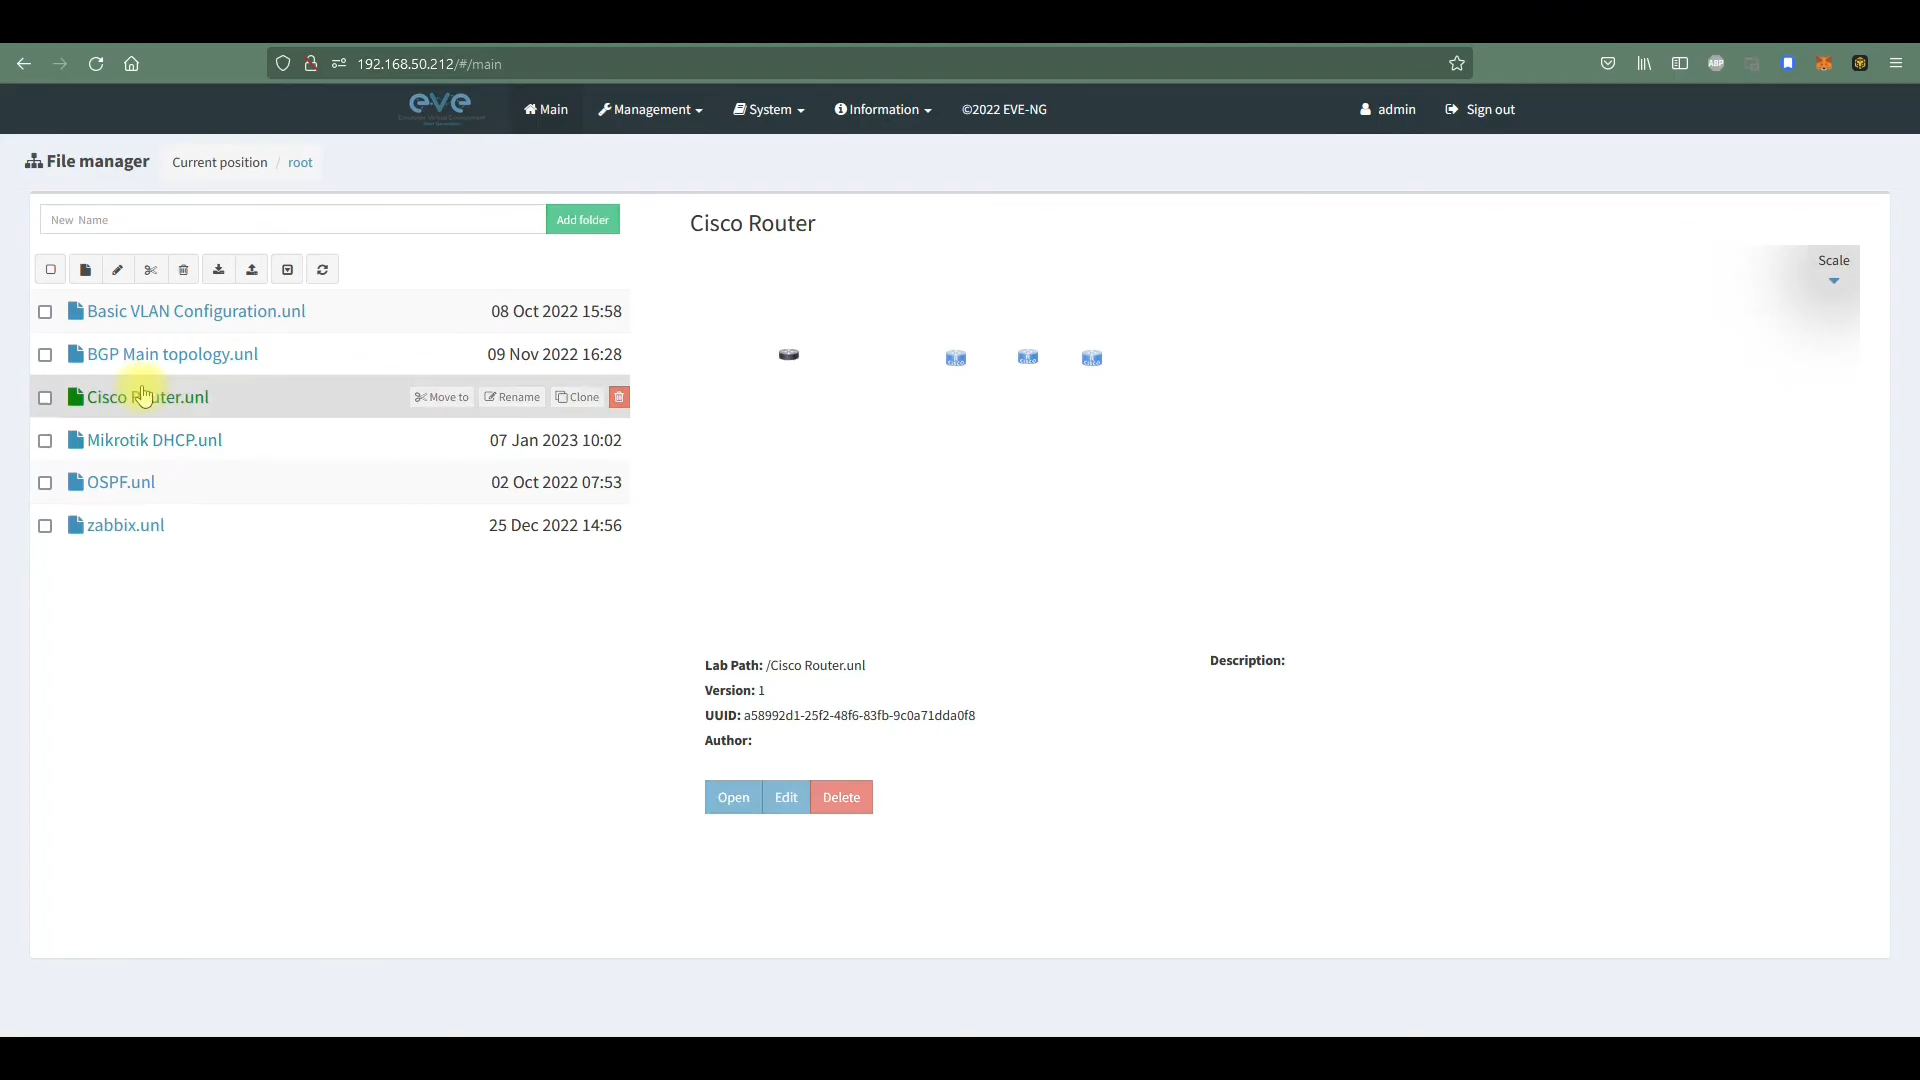 192.168.50.212/#/main
ABP
eve
Main
Management
System
Information
©2022 EVE-NG
admin
Sign out
File manager
Current position / root
New Name
Add folder
Cisco Router
Scale
Basic VLAN Configuration.unl 08 Oct 2022 15:58
BGP Main topology.unl 09 Nov 2022 16:28
Cisco Router.unl Move to Rename Clone
Mikrotik DHCP.unl 07 Jan 2023 10:02
OSPF.unl 02 Oct 2022 07:53
zabbix.unl 25 Dec 2022 14:56
Lab Path: /Cisco Router.unl
Version: 1
UUID: a58992d1-25f2-48f6-83fb-9c0a71dda0f8
Author:
Description:
Open Edit Delete